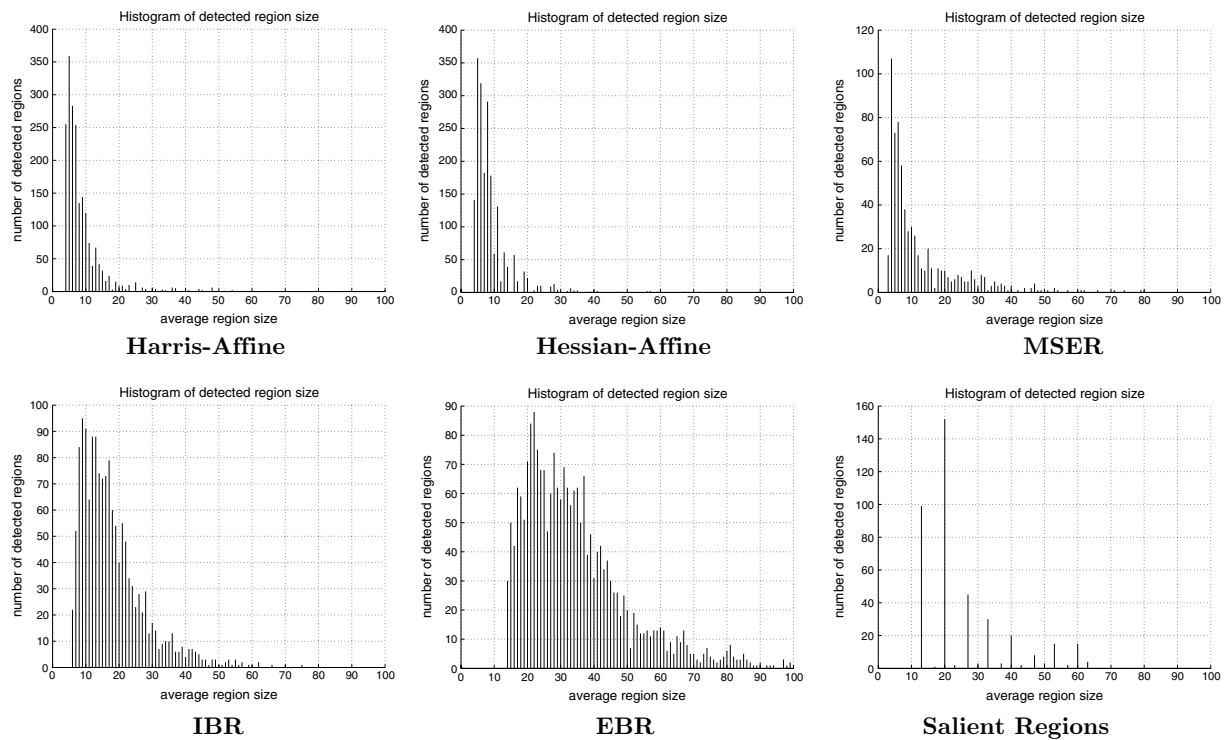 Histogram of detected region size
400
350
300
250
200
150
100
50
0
number of detected regions
0 10 20 30 40 50 60 70 80 90 100
average region size
Harris-Affine
Histogram of detected region size
400
350
300
250
200
150
100
50
0
number of detected regions
0 10 20 30 40 50 60 70 80 90 100
average region size
Hessian-Affine
Histogram of detected region size
120
100
80
60
40
20
0
number of detected regions
0 10 20 30 40 50 60 70 80 90 100
average region size
MSER
Histogram of detected region size
100
90
80
70
60
50
40
30
20
10
0
number of detected regions
0 10 20 30 40 50 60 70 80 90 100
average region size
IBR
Histogram of detected region size
90
80
70
60
50
40
30
20
10
0
number of detected regions
0 10 20 30 40 50 60 70 80 90 100
average region size
EBR
Histogram of detected region size
160
140
120
100
80
60
40
20
0
number of detected regions
0 10 20 30 40 50 60 70 80 90 100
average region size
Salient Regions